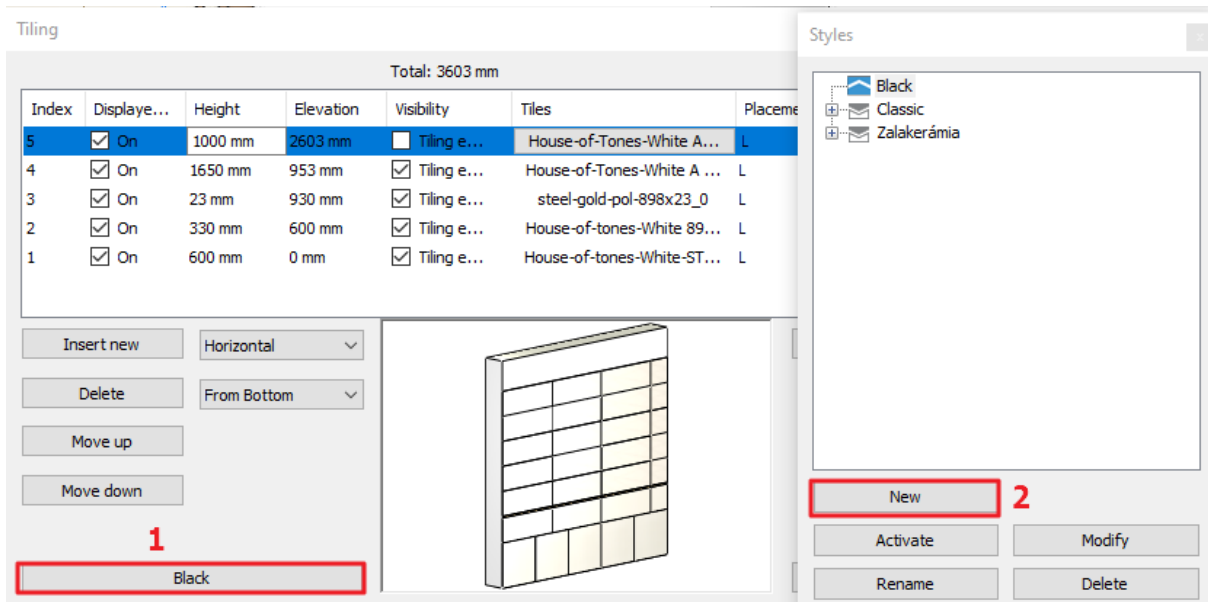 Tiling
Total: 3603 mm
Index Displaye... Height Elevation Visibility Tiles Placeme
5 On 1000 mm 2603 mm Tiling e... House-of-Tones-White A... L
4 On 1650 mm 953 mm Tiling e... House-of-Tones-White A ... L
3 On 23 mm 930 mm Tiling e... steel-gold-pol-898x23_0 L
2 On 330 mm 600 mm Tiling e... House-of-tones-White 89... L
1 On 600 mm 0 mm Tiling e... House-of-tones-White-ST... L
Insert new Horizontal
Delete From Bottom
Move up
Move down
1
Black
Styles
Black
Classic
Zalakerámia
New 2
Activate Modify
Rename Delete